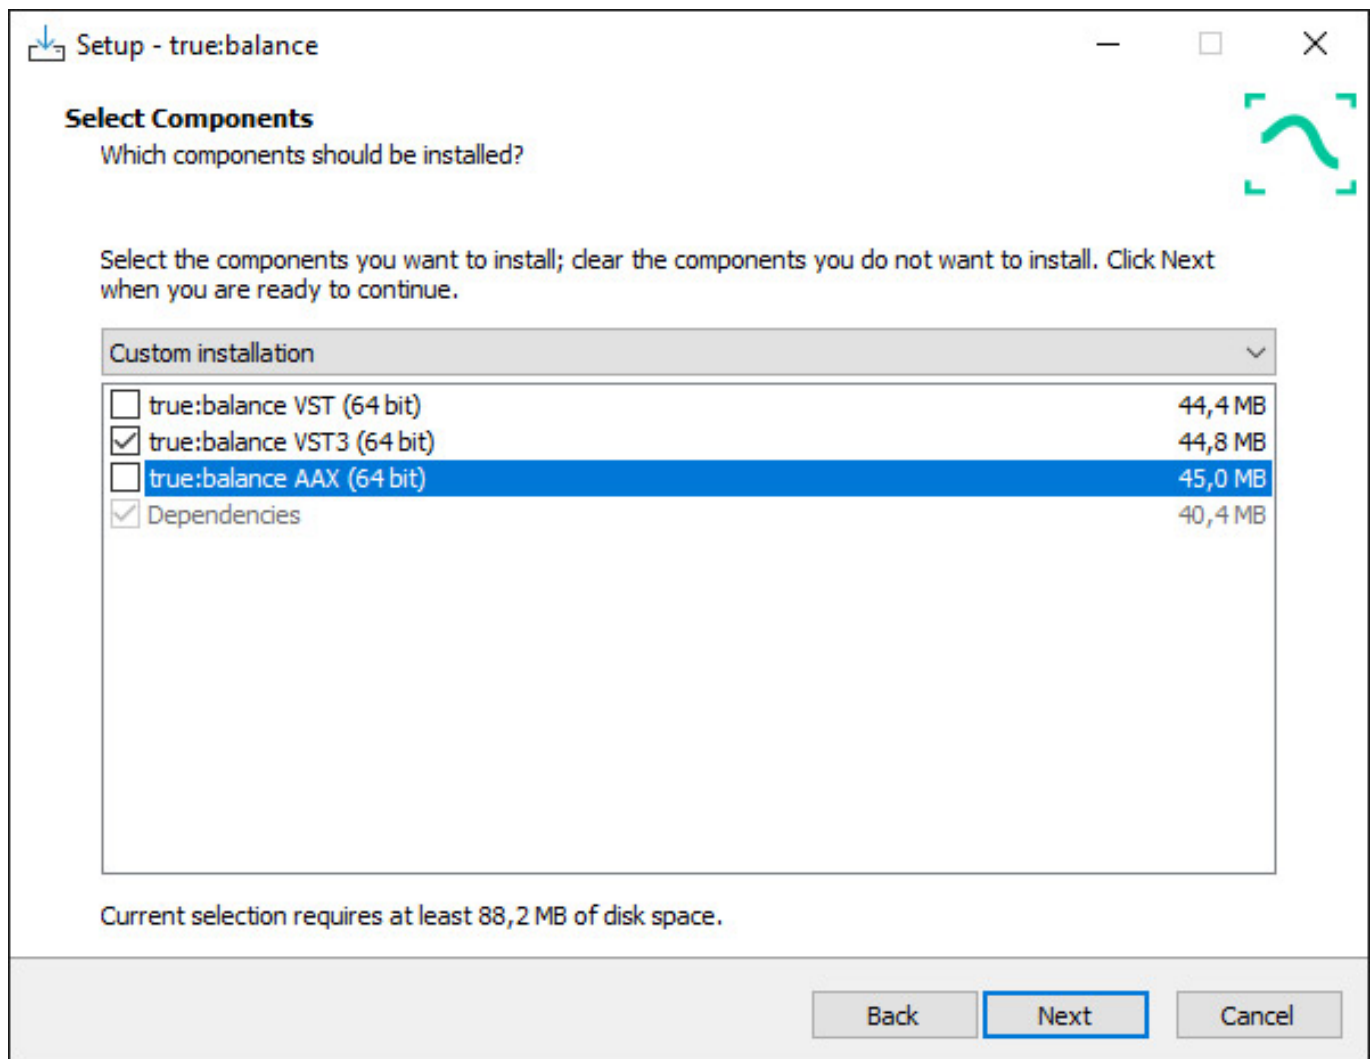 Setup - true:balance
Select Components
Which components should be installed?
Select the components you want to install; clear the components you do not want to install. Click Next
when you are ready to continue.
Custom installation
true:balance VST (64 bit) 44,4 MB
true:balance VST3 (64 bit) 44,8 MB
true:balance AAX (64 bit) 45,0 MB
Dependencies 40,4 MB
Current selection requires at least 88,2 MB of disk space.
Back Next Cancel